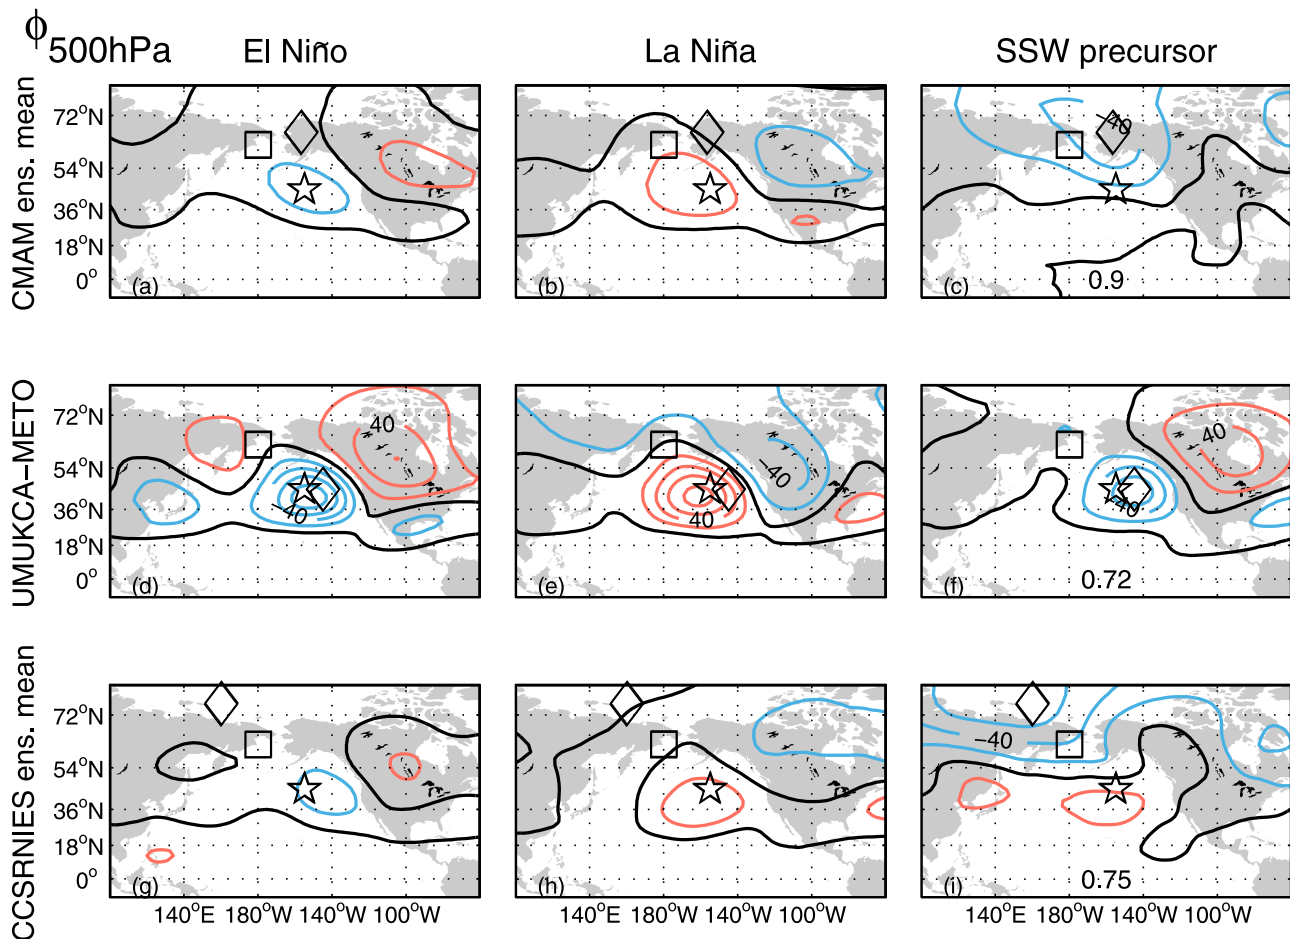 ϕ500hPa El Niño La Niña SSW precursor
CMAM ens. mean
72°N
54°N
36°N
18°N
0°
(a)
(b)
−40
(c)
0.9
UMUKCA−METO
72°N
54°N
36°N
18°N
0°
40
−40
(d)
−40
40
(e)
40
−40
(f)
0.72
CCSRNIES ens. mean
72°N
54°N
36°N
18°N
0°
(g)
(h)
−40
(i)
0.75
140°E 180°W 140°W 100°W
140°E 180°W 140°W 100°W
140°E 180°W 140°W 100°W